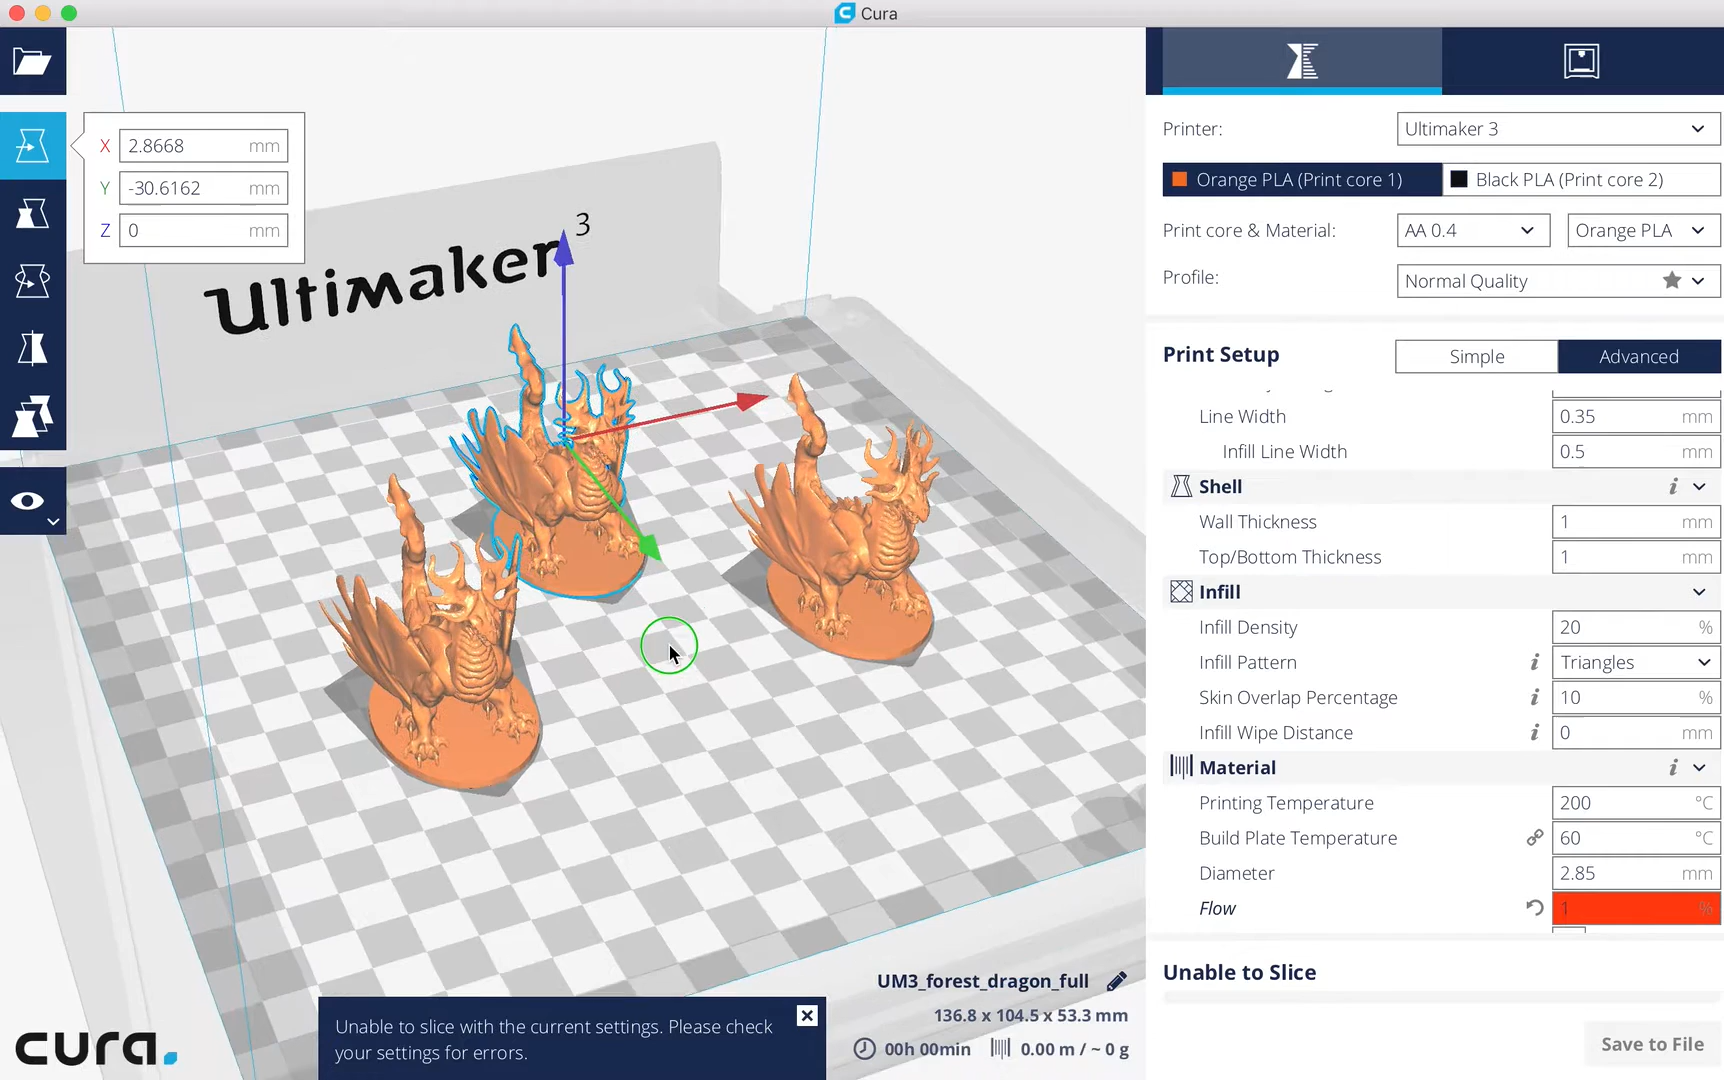 Cura
X 2.8668 mm
Y -30.6162 mm
Z 0 mm
Ultimaker 3
Printer: Ultimaker 3
Orange PLA (Print core 1) Black PLA (Print core 2)
Print core & Material: AA 0.4 Orange PLA
Profile: Normal Quality
Print Setup Simple Advanced
Line Width 0.35 mm
Infill Line Width 0.5 mm
Shell i
Wall Thickness 1 mm
Top/Bottom Thickness 1 mm
Infill
Infill Density 20 %
Infill Pattern i Triangles
Skin Overlap Percentage i 10 %
Infill Wipe Distance i 0 mm
Material i
Printing Temperature 200 °C
Build Plate Temperature 60 °C
Diameter 2.85 mm
Flow 1 %
Unable to Slice
Save to File
UM3_forest_dragon_full
136.8 x 104.5 x 53.3 mm
00h 00min 0.00 m / ~ 0 g
Unable to slice with the current settings. Please check
your settings for errors.
cura.